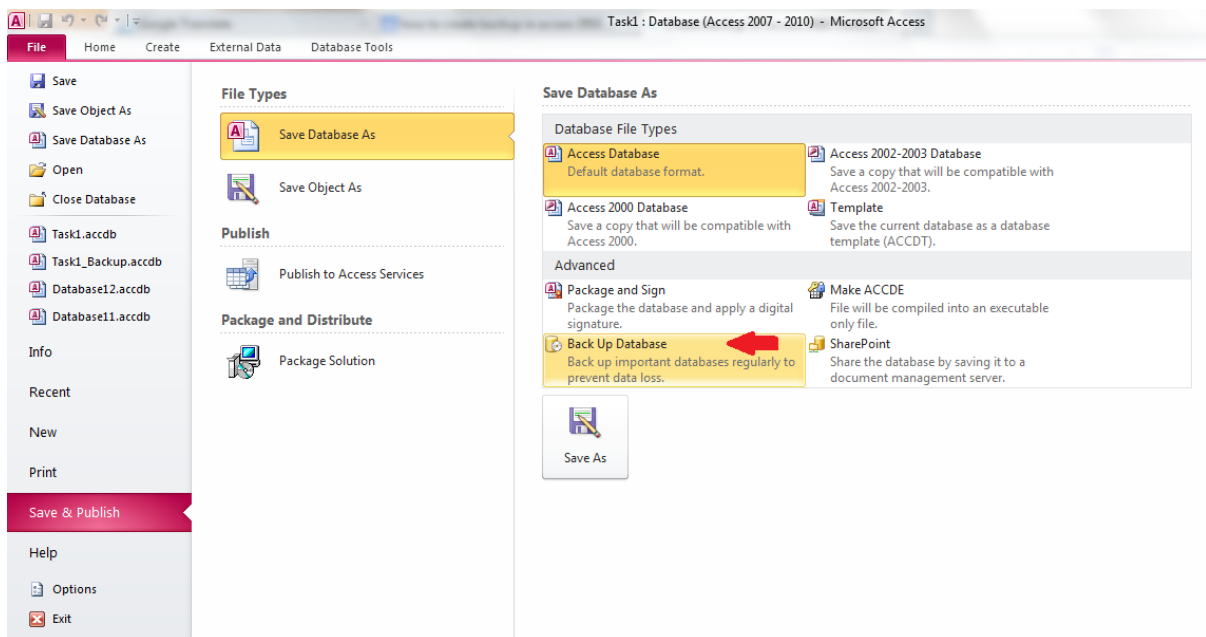 Task1 : Database (Access 2007 - 2010) - Microsoft Access
File Home Create External Data Database Tools
Save
Save Object As
Save Database As
Open
Close Database
Task1.accdb
Task1_Backup.accdb
Database12.accdb
Database11.accdb
Info
Recent
New
Print
Save & Publish
Help
Options
Exit
File Types
Save Database As
Save Object As
Publish
Publish to Access Services
Package and Distribute
Package Solution
Save Database As
Database File Types
Access Database
Default database format.
Access 2002-2003 Database
Save a copy that will be compatible with
Access 2002-2003.
Access 2000 Database
Save a copy that will be compatible with
Access 2000.
Template
Save the current database as a database
template (ACCDT).
Advanced
Package and Sign
Package the database and apply a digital
signature.
Make ACCDE
File will be compiled into an executable
only file.
Back Up Database
Back up important databases regularly to
prevent data loss.
SharePoint
Share the database by saving it to a
document management server.
Save As